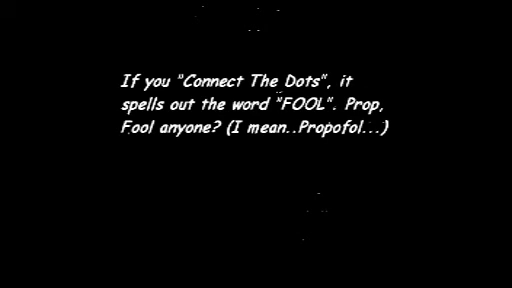 If you "Connect The Dots", it
spells out the word "FOOL". Prop,
Fool anyone? (I mean..Propofol...)